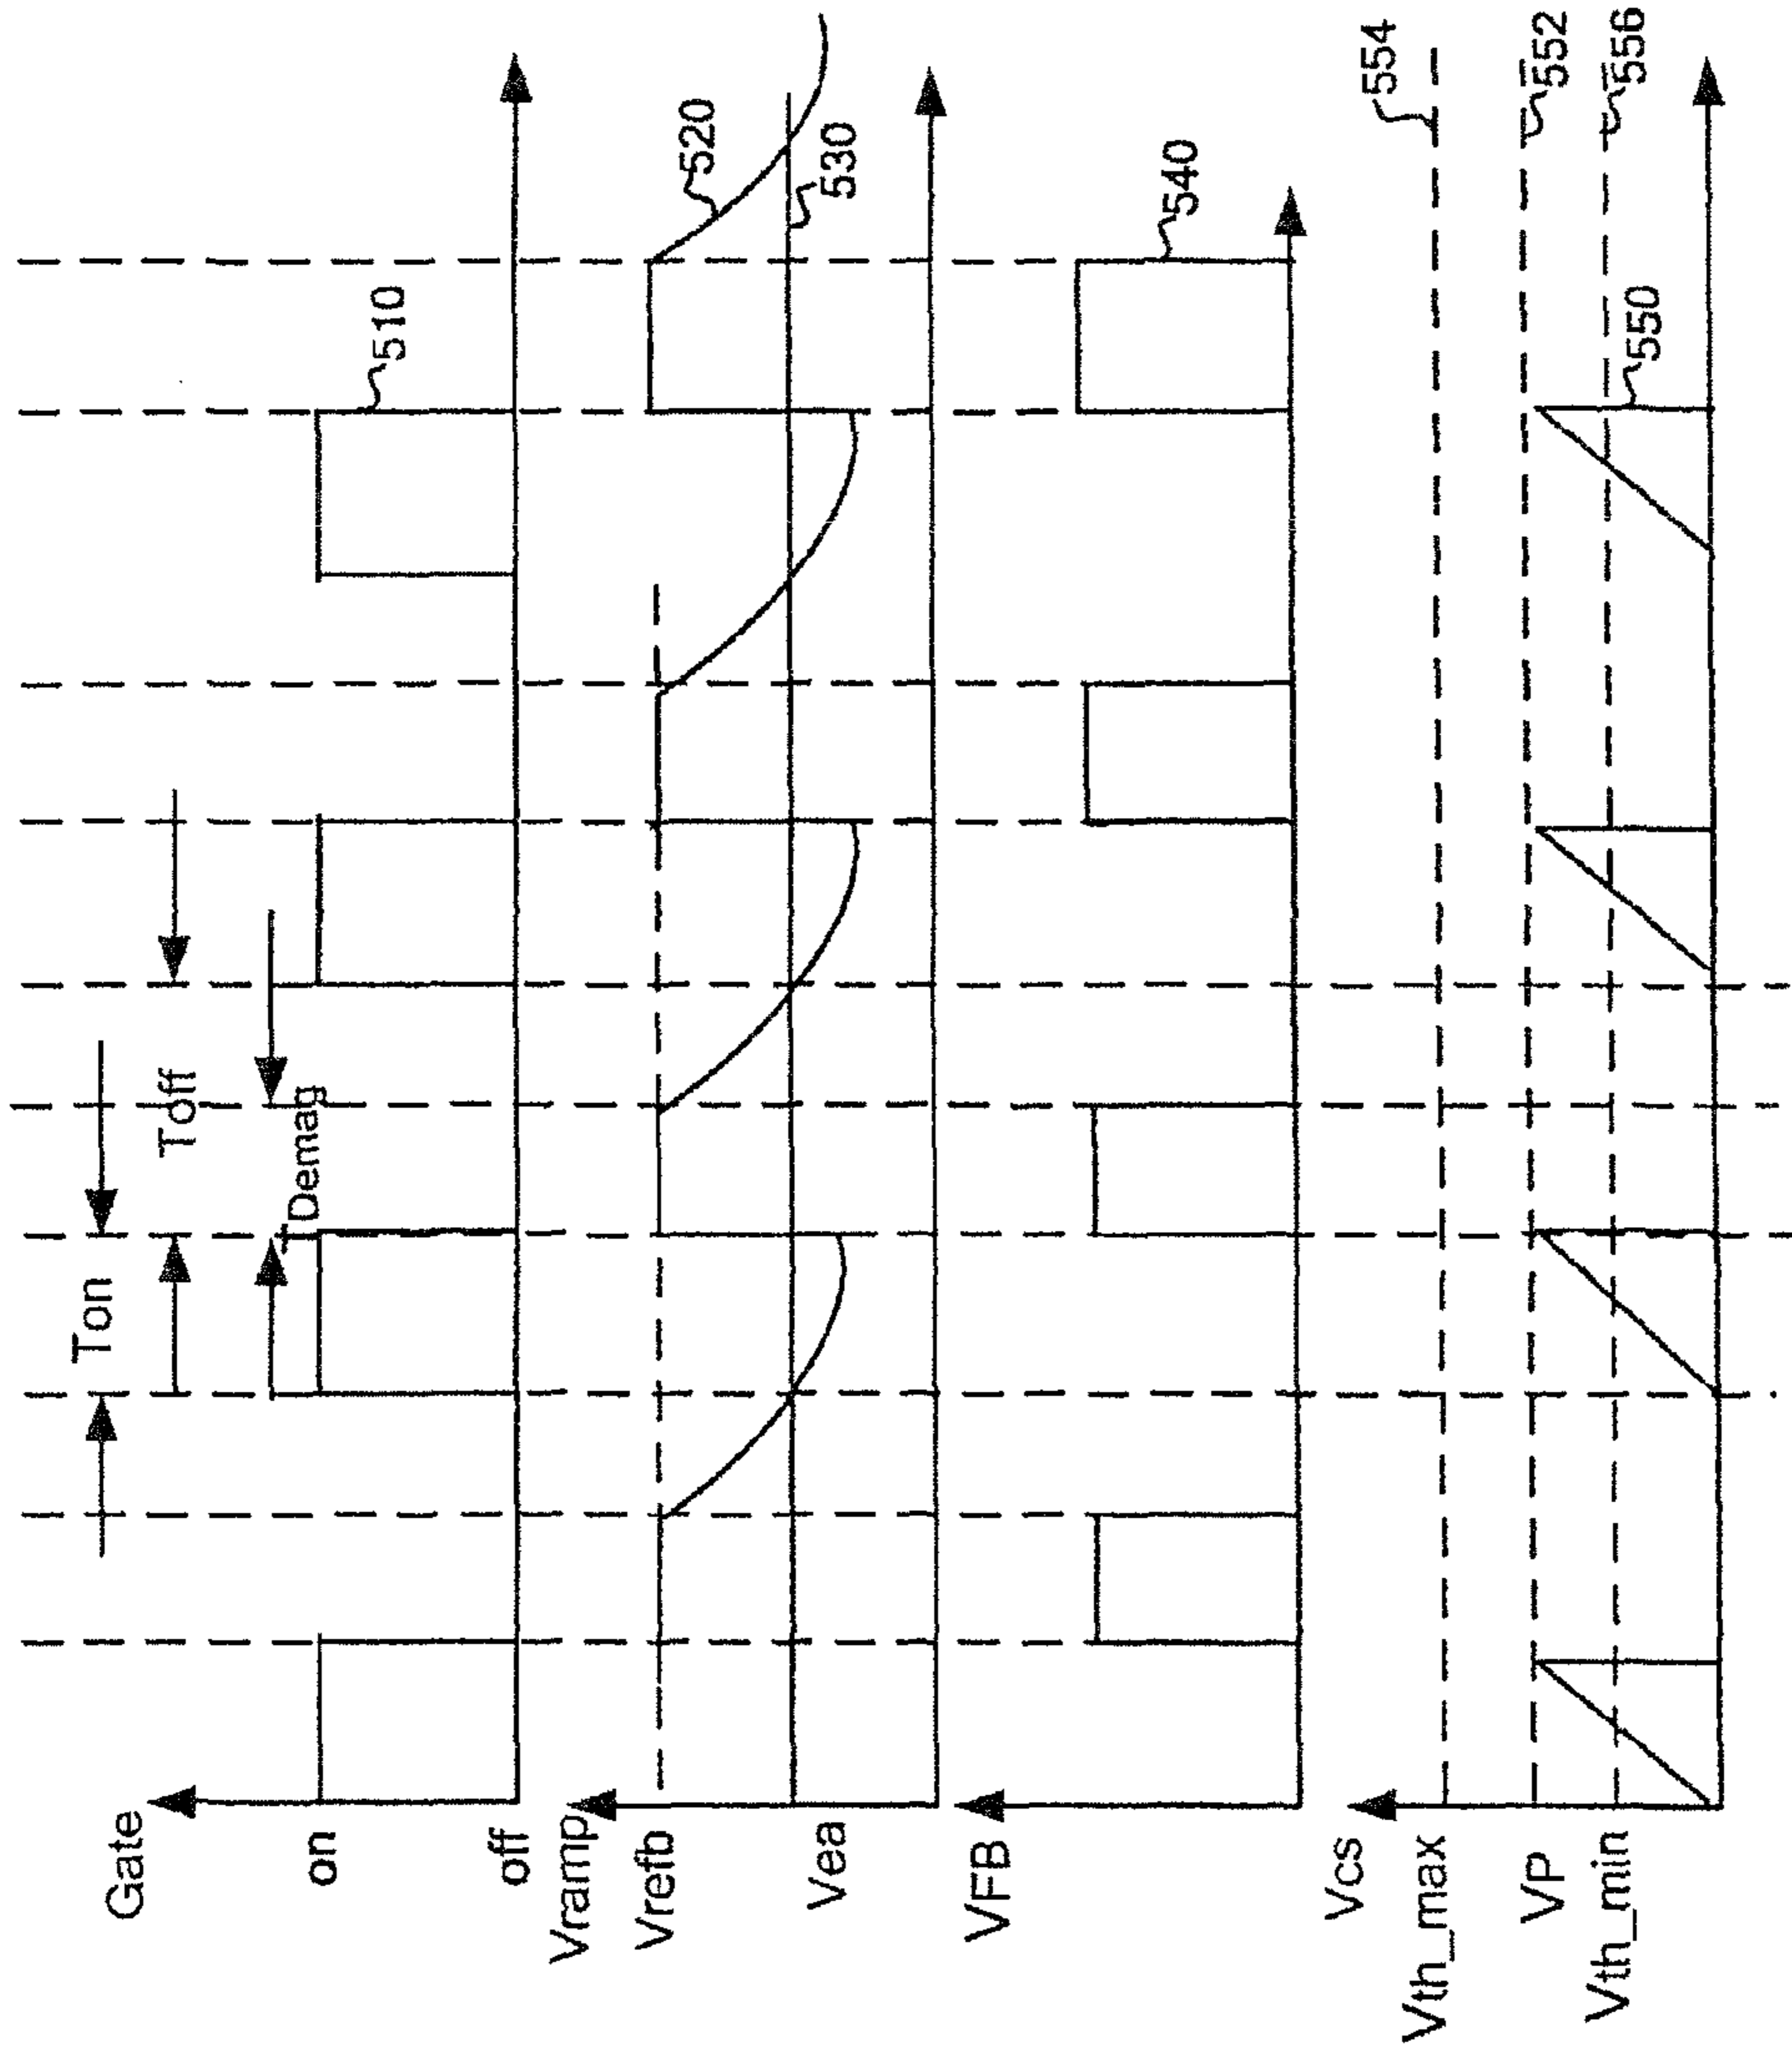 Gate
on
off
Ton
Toff
TDemag
510
Vramp
Vrefb
Vea
520
530
VFB
540
Vcs
Vth_max
VP
Vth_min
554
552
556
550